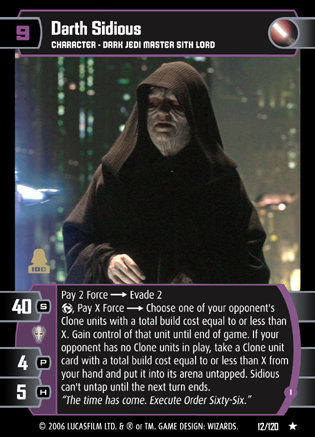 9
Darth Sidious
CHARACTER • DARK JEDI MASTER SITH LORD
IDC
40 S
4 P
5 H
Pay 2 Force → Evade 2
, Pay X Force → Choose one of your opponent's
Clone units with a total build cost equal to or less than
X. Gain control of that unit until end of game. If your
opponent has no Clone units in play, take a Clone unit
card with a total build cost equal to or less than X from
your hand and put it into its arena untapped. Sidious
can't untap until the next turn ends.
"The time has come. Execute Order Sixty-Six."
I
© 2006 LUCASFILM LTD. & ® or TM. GAME DESIGN: WIZARDS.
12/120 ★